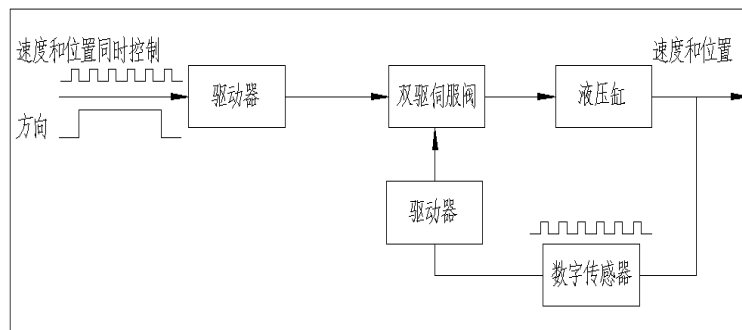 速度和位置同时控制
速度和位置
驱动器
双驱伺服阀
液压缸
方向
驱动器
数字传感器